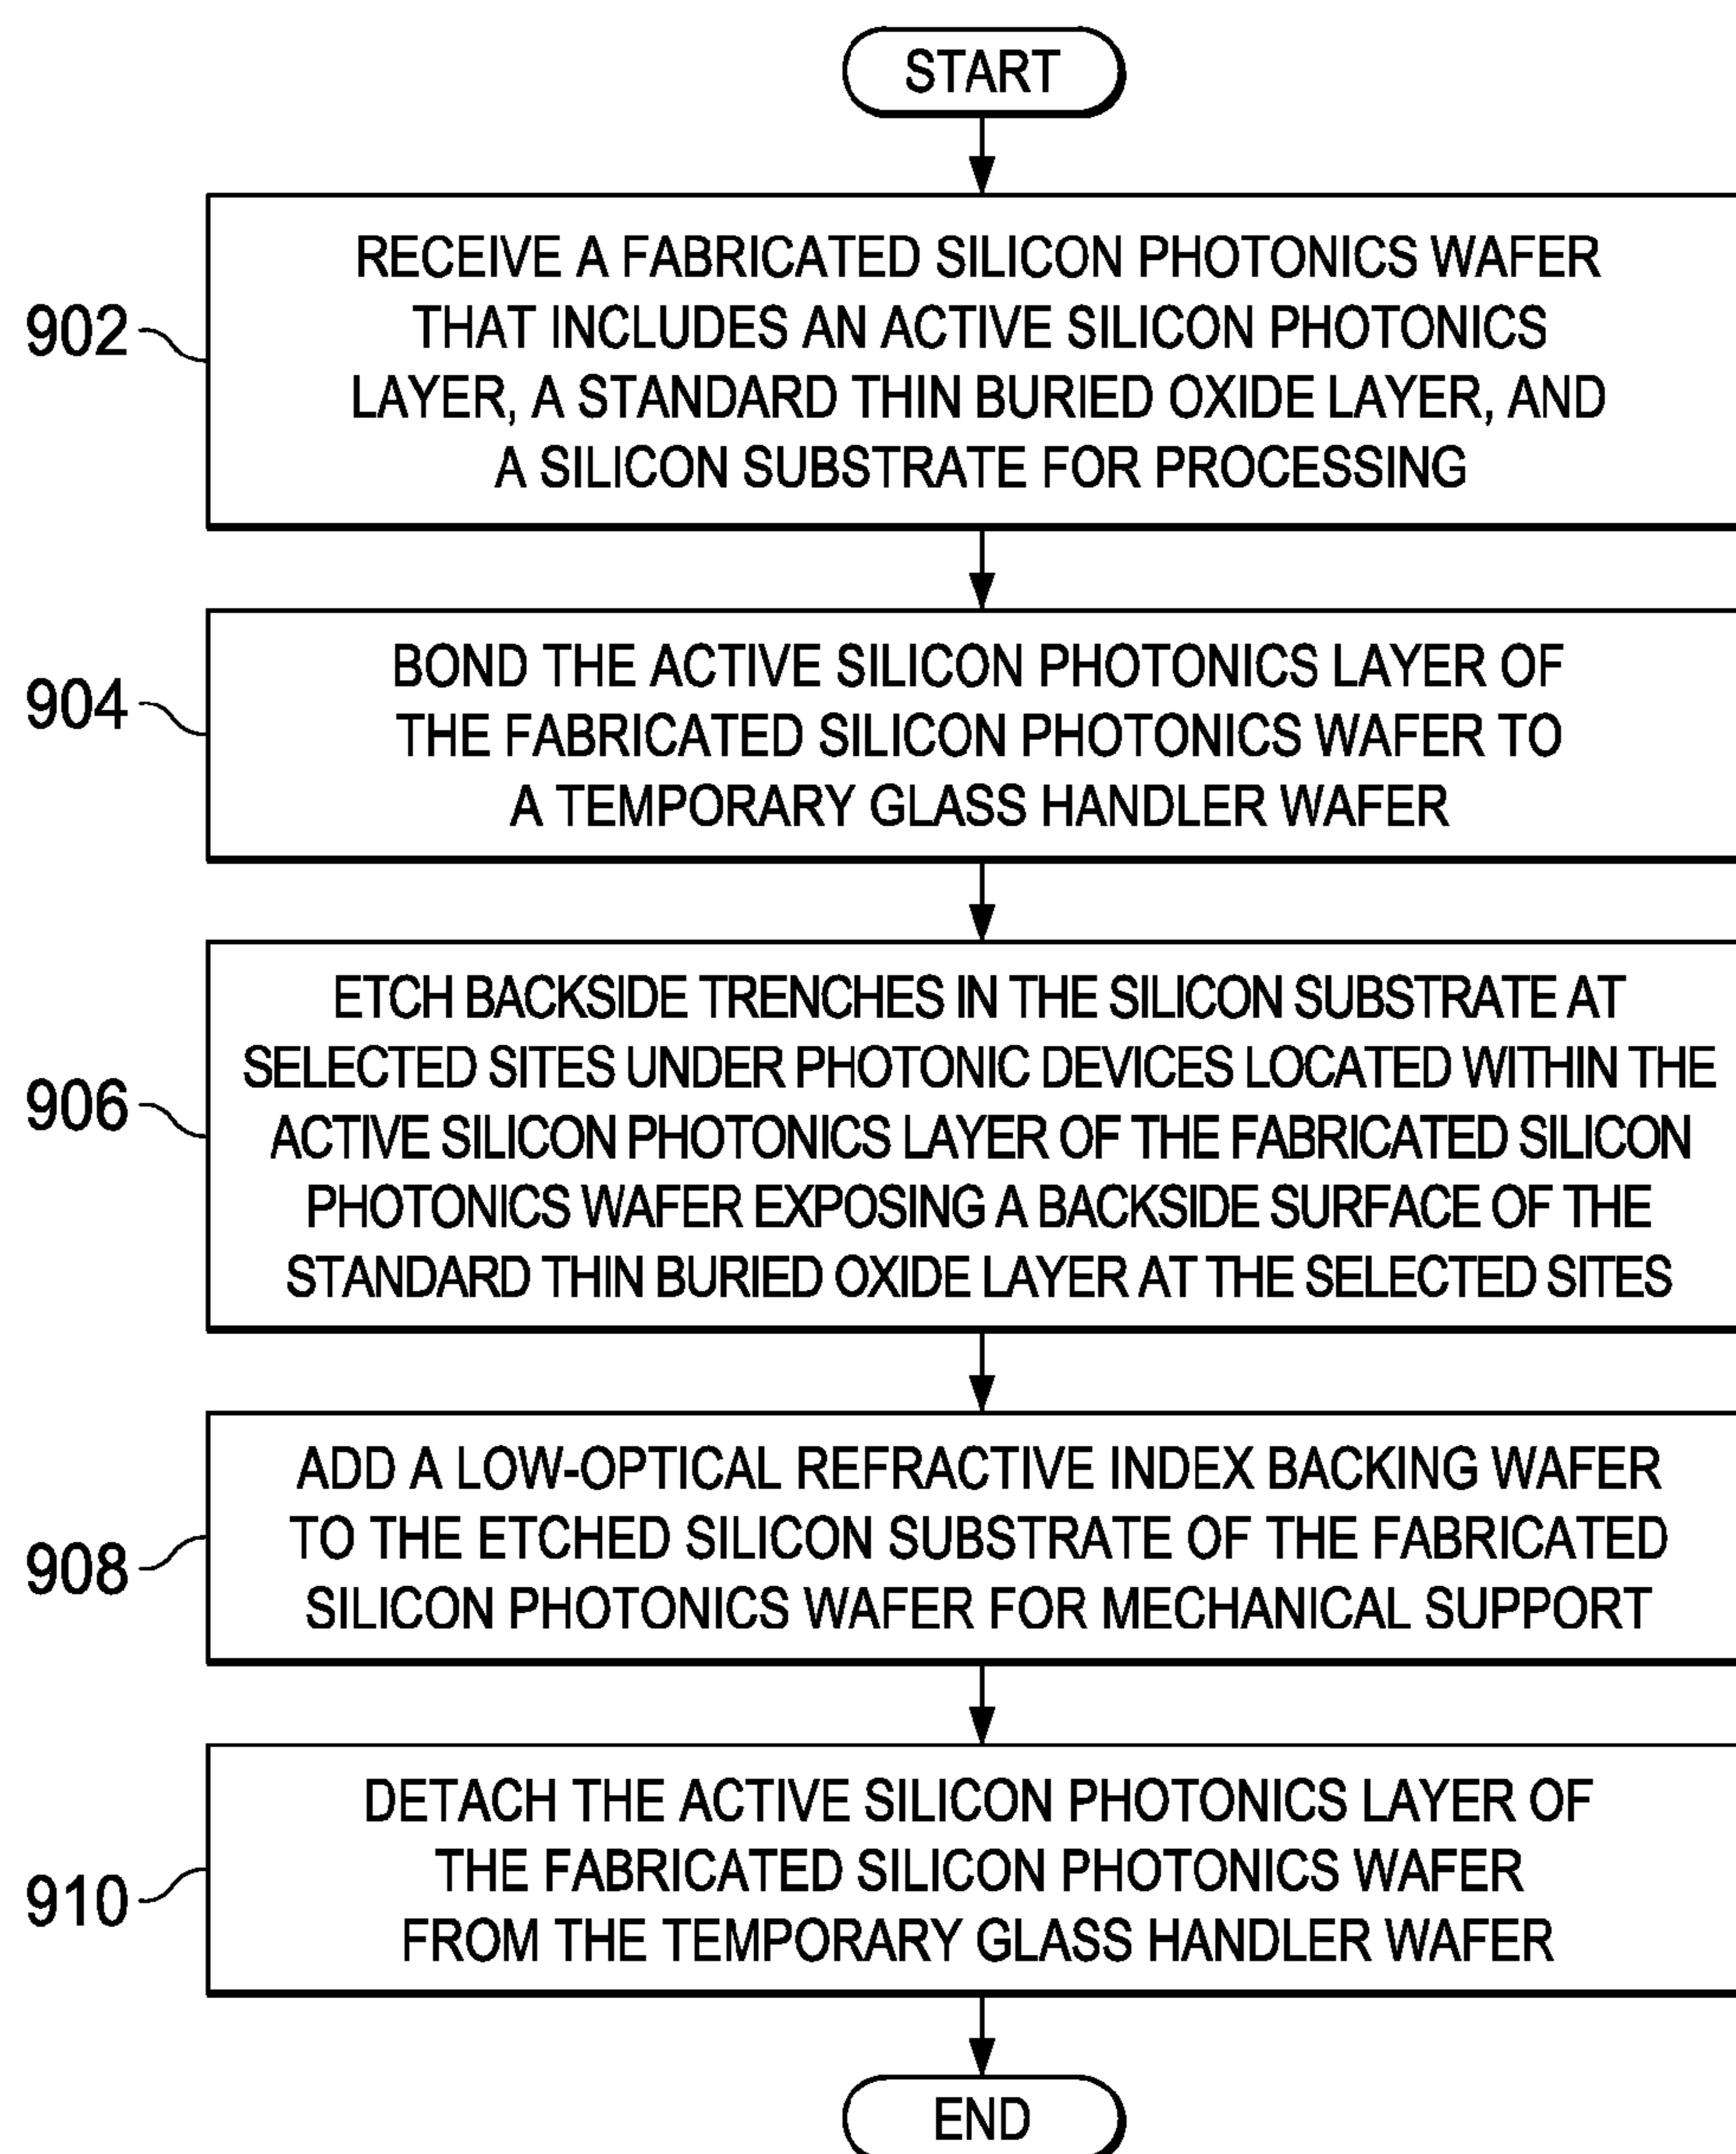 START
RECEIVE A FABRICATED SILICON PHOTONICS WAFER
THAT INCLUDES AN ACTIVE SILICON PHOTONICS
LAYER, A STANDARD THIN BURIED OXIDE LAYER, AND
A SILICON SUBSTRATE FOR PROCESSING
902
BOND THE ACTIVE SILICON PHOTONICS LAYER OF
THE FABRICATED SILICON PHOTONICS WAFER TO
A TEMPORARY GLASS HANDLER WAFER
904
ETCH BACKSIDE TRENCHES IN THE SILICON SUBSTRATE AT
SELECTED SITES UNDER PHOTONIC DEVICES LOCATED WITHIN THE
ACTIVE SILICON PHOTONICS LAYER OF THE FABRICATED SILICON
PHOTONICS WAFER EXPOSING A BACKSIDE SURFACE OF THE
STANDARD THIN BURIED OXIDE LAYER AT THE SELECTED SITES
906
ADD A LOW-OPTICAL REFRACTIVE INDEX BACKING WAFER
TO THE ETCHED SILICON SUBSTRATE OF THE FABRICATED
SILICON PHOTONICS WAFER FOR MECHANICAL SUPPORT
908
DETACH THE ACTIVE SILICON PHOTONICS LAYER OF
THE FABRICATED SILICON PHOTONICS WAFER
FROM THE TEMPORARY GLASS HANDLER WAFER
910
END